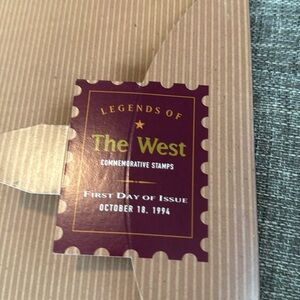 LEGENDS OF
The West
COMMEMORATIVE STAMPS
FIRST DAY OF ISSUE
OCTOBER 18, 1994